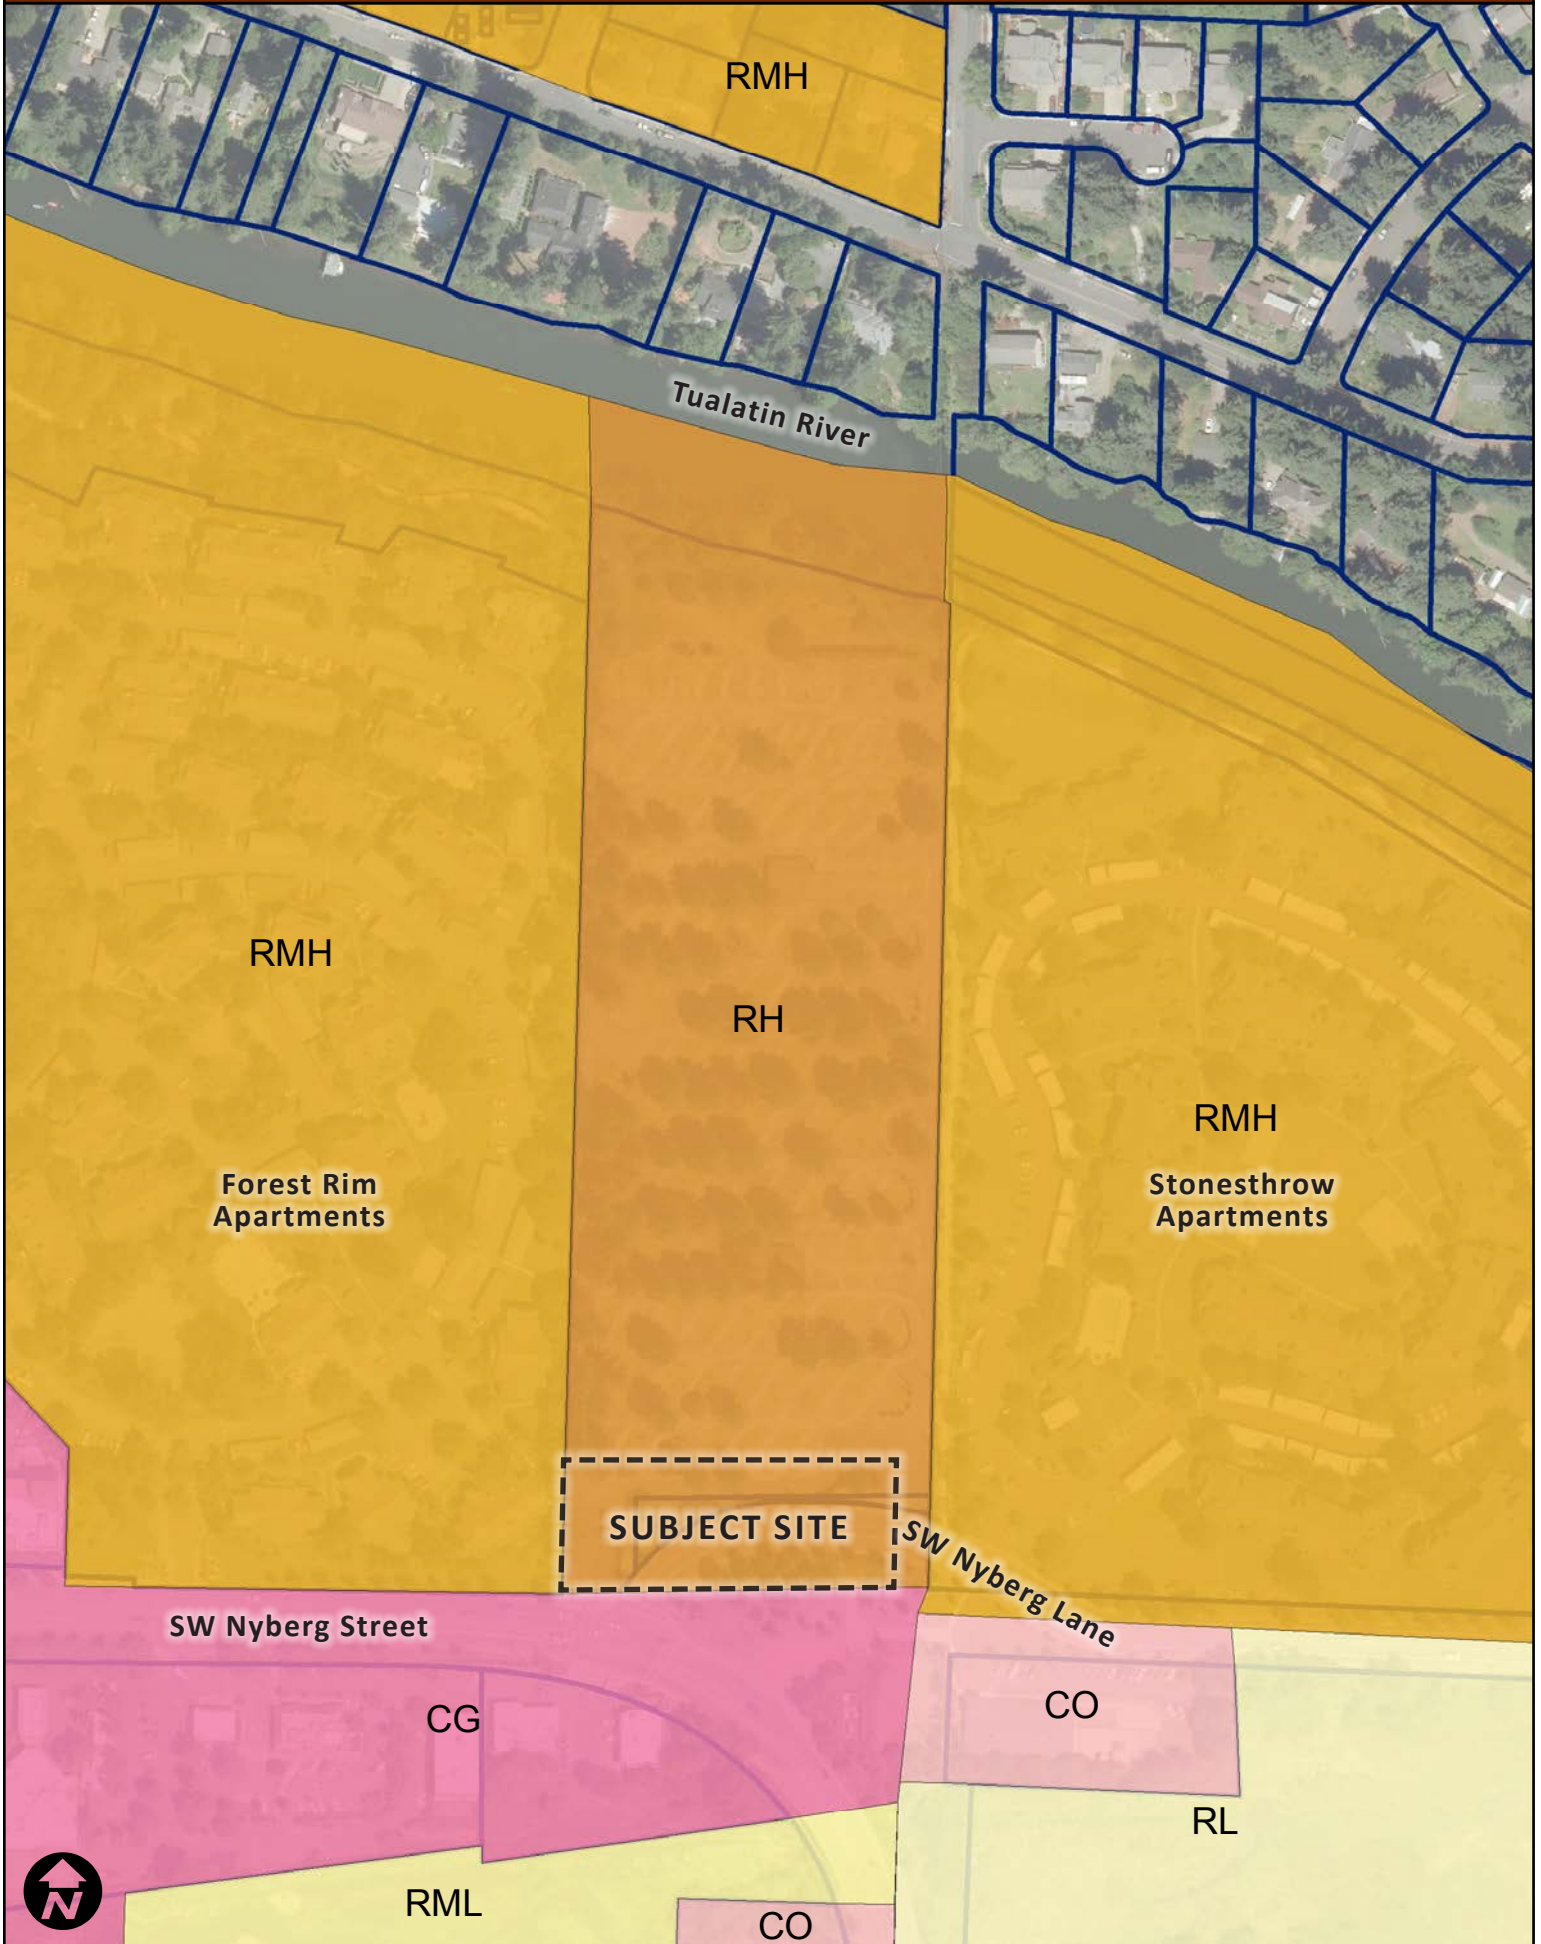 RMH
Tualatin River
RMH
RH
RMH
Forest Rim
Apartments
Stonesthrow
Apartments
SUBJECT SITE
SW Nyberg Lane
SW Nyberg Street
CG
CO
RL
RML
CO
N